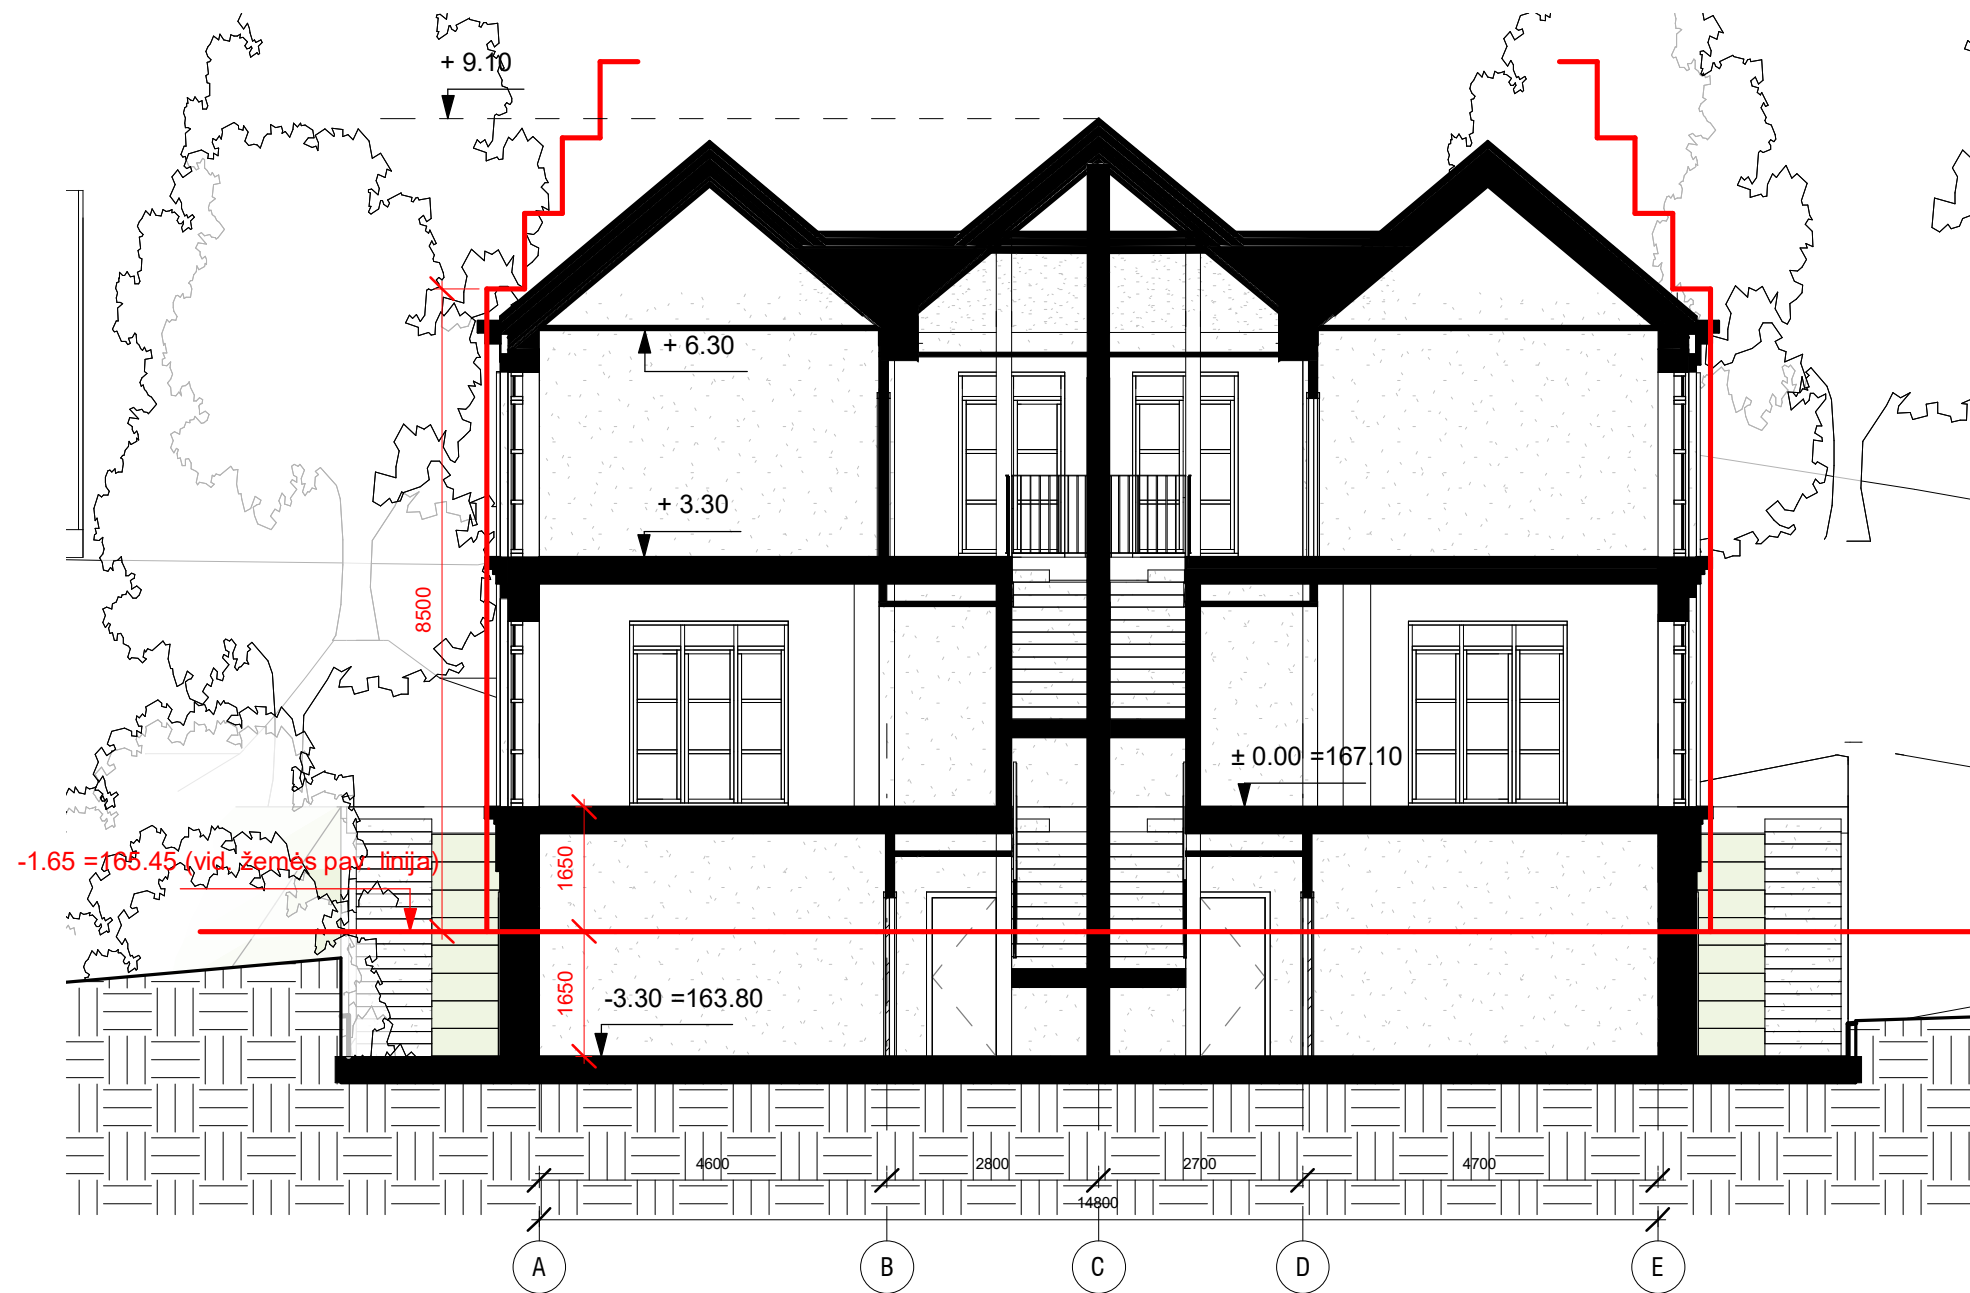 + 9.10
+ 6.30
+ 3.30
8500
± 0.00 =167.10
-1.65 =165.45 (vid. žemės pav. linija)
1650
1650
-3.30 =163.80
4600 2800 2700 4700
14800
A B C D E